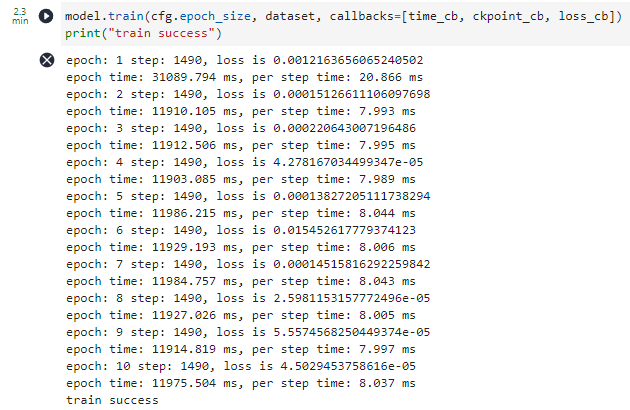 2.3
min
model.train(cfg.epoch_size, dataset, callbacks=[time_cb, ckpoint_cb, loss_cb])
print("train success")
epoch: 1 step: 1490, loss is 0.0012163656065240502
epoch time: 31089.794 ms, per step time: 20.866 ms
epoch: 2 step: 1490, loss is 0.00015126611106097698
epoch time: 11910.105 ms, per step time: 7.993 ms
epoch: 3 step: 1490, loss is 0.000220643007196486
epoch time: 11912.506 ms, per step time: 7.995 ms
epoch: 4 step: 1490, loss is 4.278167034499347e-05
epoch time: 11903.085 ms, per step time: 7.989 ms
epoch: 5 step: 1490, loss is 0.00013827205111738294
epoch time: 11986.215 ms, per step time: 8.044 ms
epoch: 6 step: 1490, loss is 0.015452617779374123
epoch time: 11929.193 ms, per step time: 8.006 ms
epoch: 7 step: 1490, loss is 0.00014515816292259842
epoch time: 11984.757 ms, per step time: 8.043 ms
epoch: 8 step: 1490, loss is 2.5981153157772496e-05
epoch time: 11927.026 ms, per step time: 8.005 ms
epoch: 9 step: 1490, loss is 5.5574568250449374e-05
epoch time: 11914.819 ms, per step time: 7.997 ms
epoch: 10 step: 1490, loss is 4.5029453758616e-05
epoch time: 11975.504 ms, per step time: 8.037 ms
train success